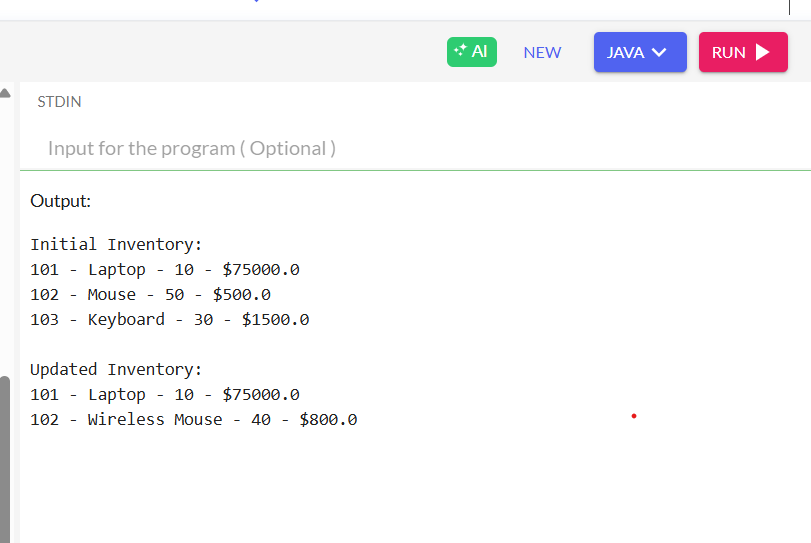 AI NEW JAVA RUN
STDIN
Input for the program ( Optional )
Output:
Initial Inventory:
101 - Laptop - 10 - $75000.0
102 - Mouse - 50 - $500.0
103 - Keyboard - 30 - $1500.0
Updated Inventory:
101 - Laptop - 10 - $75000.0
102 - Wireless Mouse - 40 - $800.0